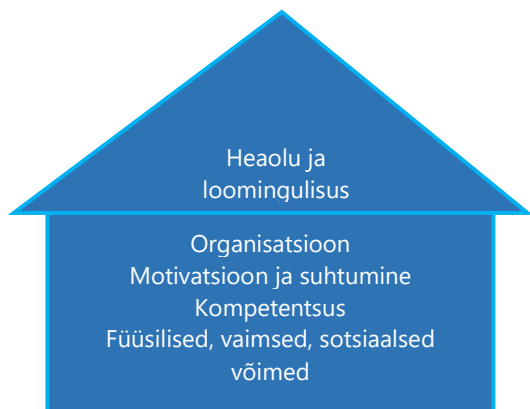 Heaolu ja
loomingulisus
Organisatsioon
Motivatsioon ja suhtumine
Kompetentsus
Füüsilised, vaimsed, sotsiaalsed
võimed